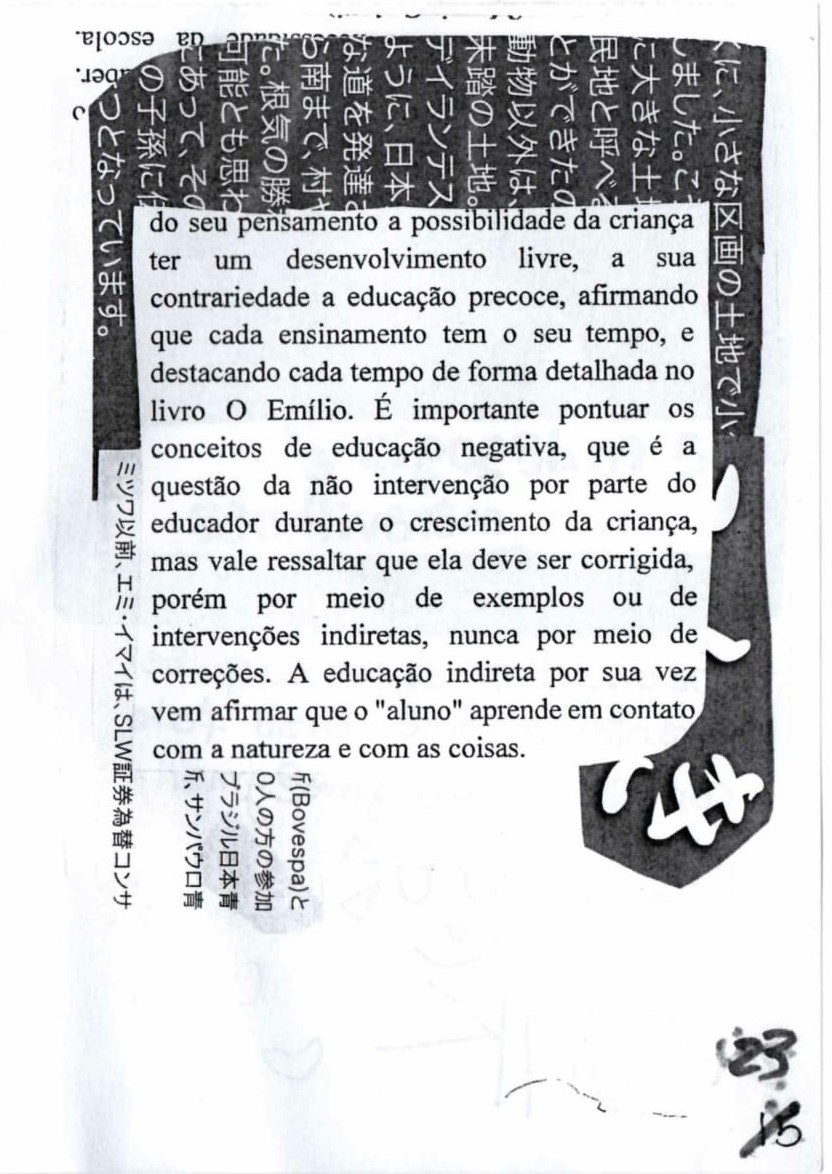 da escola.
に、小さな区画の土地で小
しました。こ
に大きな土
民地と呼べ
とができたの
動物以外は、
未踏の土地。
ディランテス
ように、日本
な道を発達
ら南まで、村
た。根気の勝
可能とも思わ
にあって、その
の子孫に
つとなっています。
do seu pensamento a possibilidade da criança
ter um desenvolvimento livre, a sua
contrariedade a educação precoce, afirmando
que cada ensinamento tem o seu tempo, e
destacando cada tempo de forma detalhada no
livro O Emílio. É importante pontuar os
conceitos de educação negativa, que é a
questão da não intervenção por parte do
educador durante o crescimento da criança,
mas vale ressaltar que ela deve ser corrigida,
porém por meio de exemplos ou de
intervenções indiretas, nunca por meio de
correções. A educação indireta por sua vez
vem afirmar que o "aluno" aprende em contato
com a natureza e com as coisas.
(Bovespa)と
0人の方の参加
ブラジル日本青
、サンパウロ青
ミツワ以前、エミ・イマイは、SLW証券為替コンサ
23
15